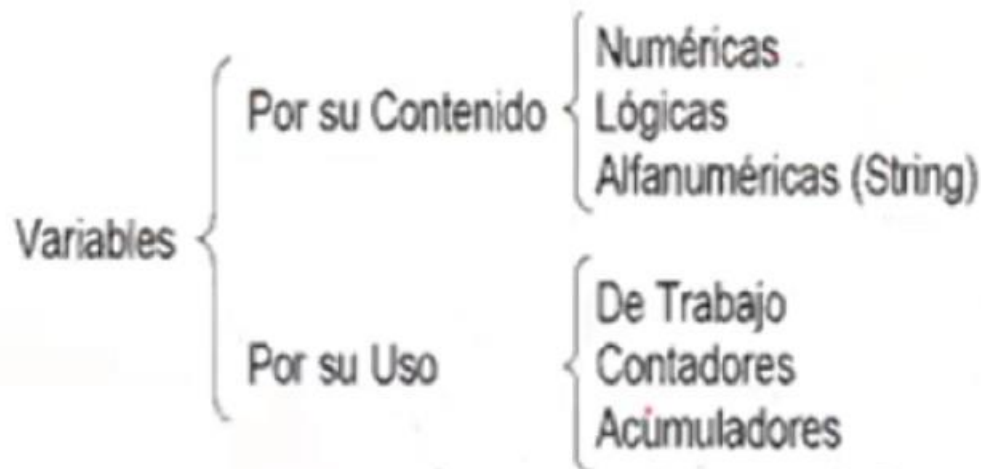 Variables
Por su Contenido
Numéricas
Lógicas
Alfanuméricas (String)
Por su Uso
De Trabajo
Contadores
Acumuladores